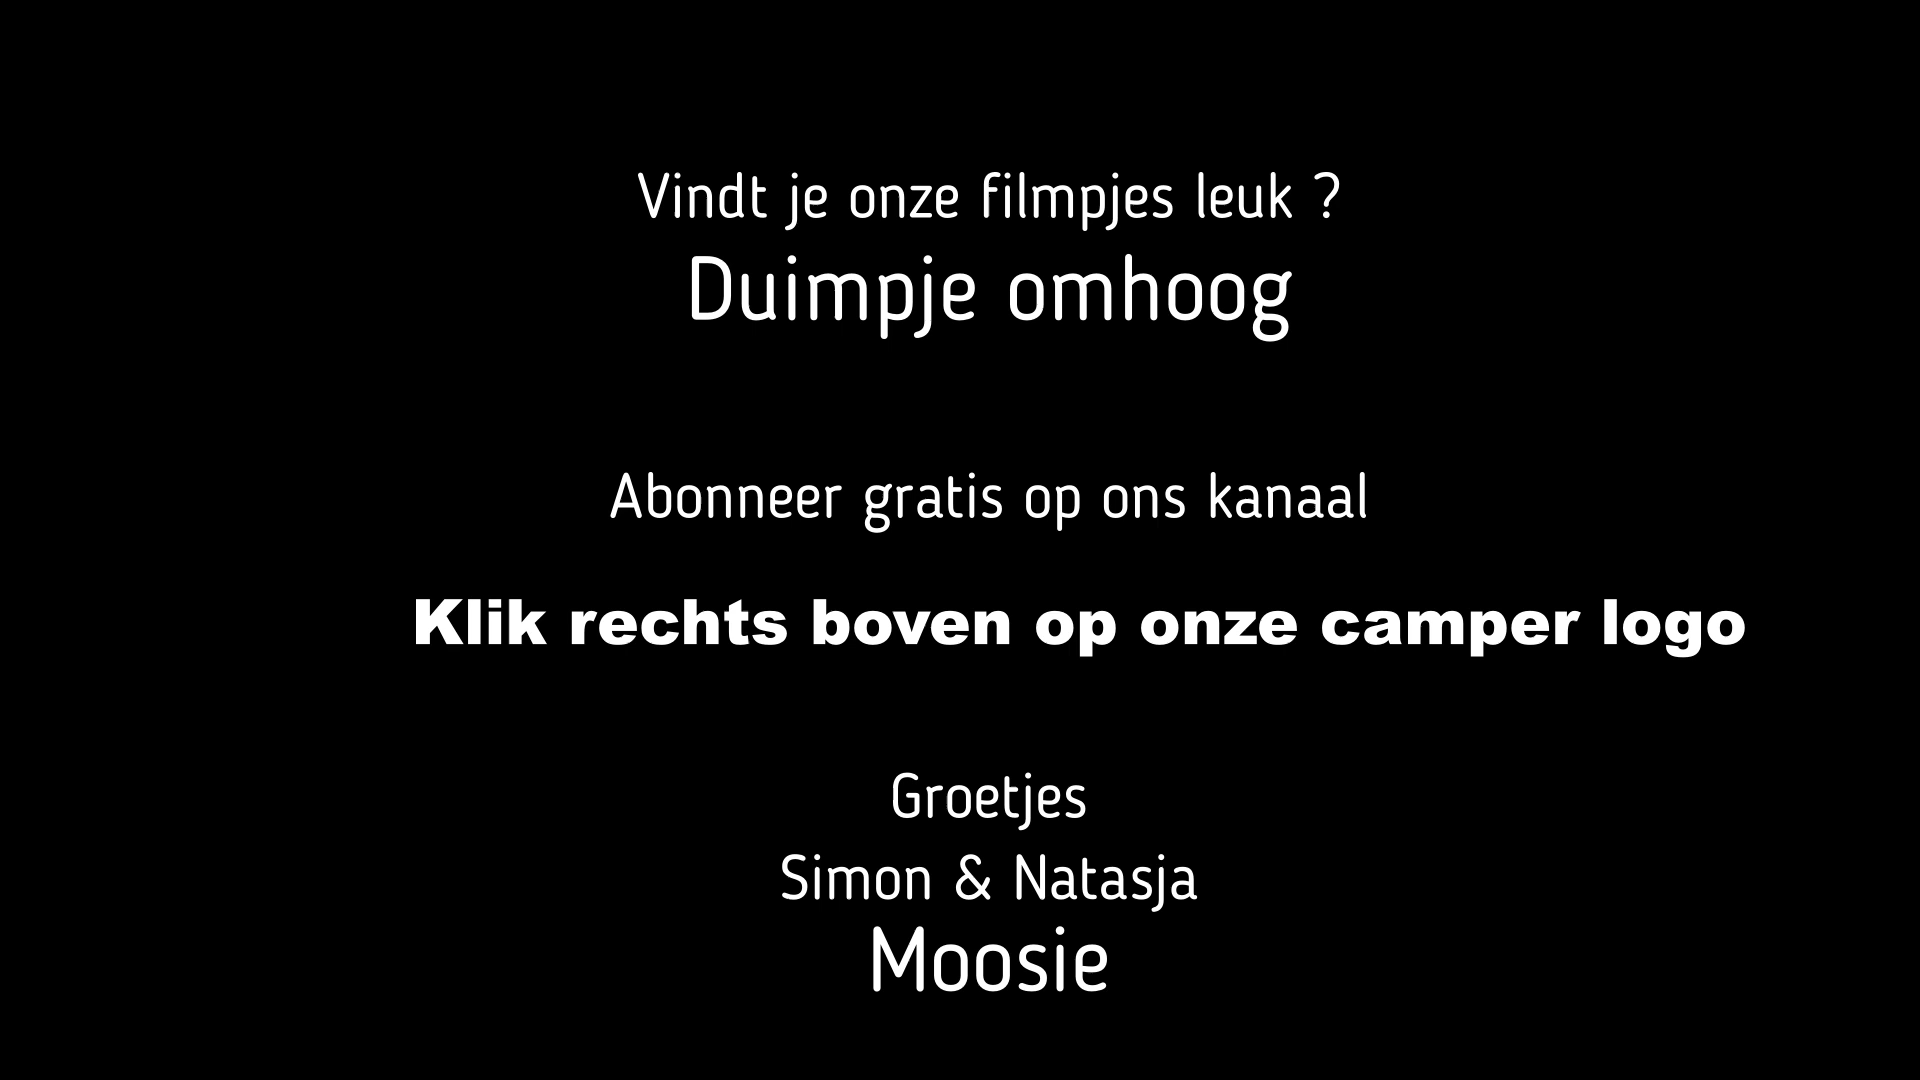 Vindt je onze filmpjes leuk ?
Duimpje omhoog
Abonneer gratis op ons kanaal
Klik rechts boven op onze camper logo
Groetjes
Simon & Natasja
Moosie